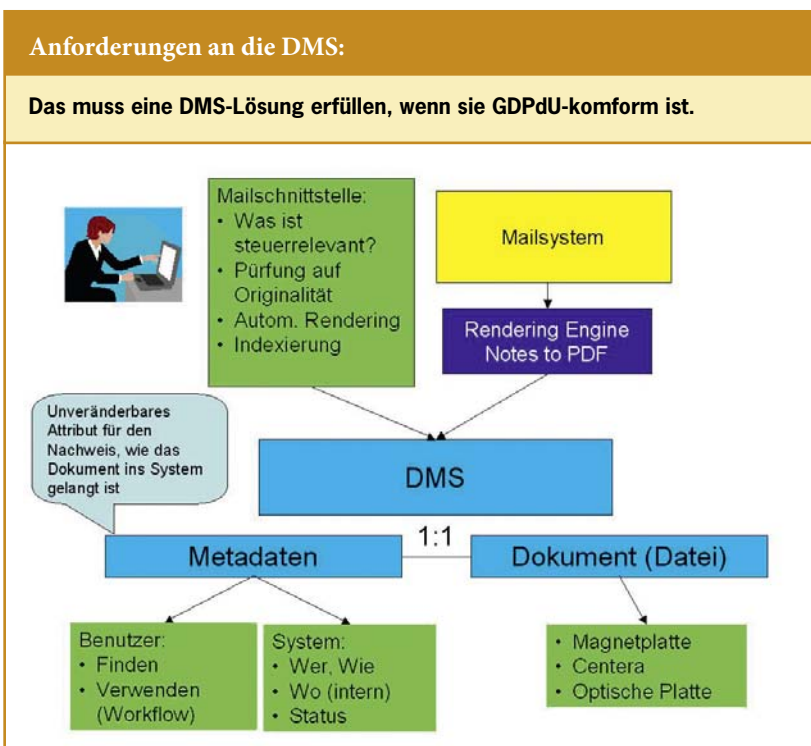 Anforderungen an die DMS:
Das muss eine DMS-Lösung erfüllen, wenn sie GDPdU-komform ist.
Mailschnittstelle:
• Was ist
steuerrelevant?
• Pürfung auf
Originalität
• Autom. Rendering
• Indexierung
Mailsystem
Rendering Engine
Notes to PDF
Unveränderbares
Attribut für den
Nachweis, wie das
Dokument ins System
gelangt ist
DMS
Metadaten
1:1
Dokument (Datei)
Benutzer:
• Finden
• Verwenden
(Workflow)
System:
• Wer, Wie
• Wo (intern)
• Status
• Magnetplatte
• Centera
• Optische Platte